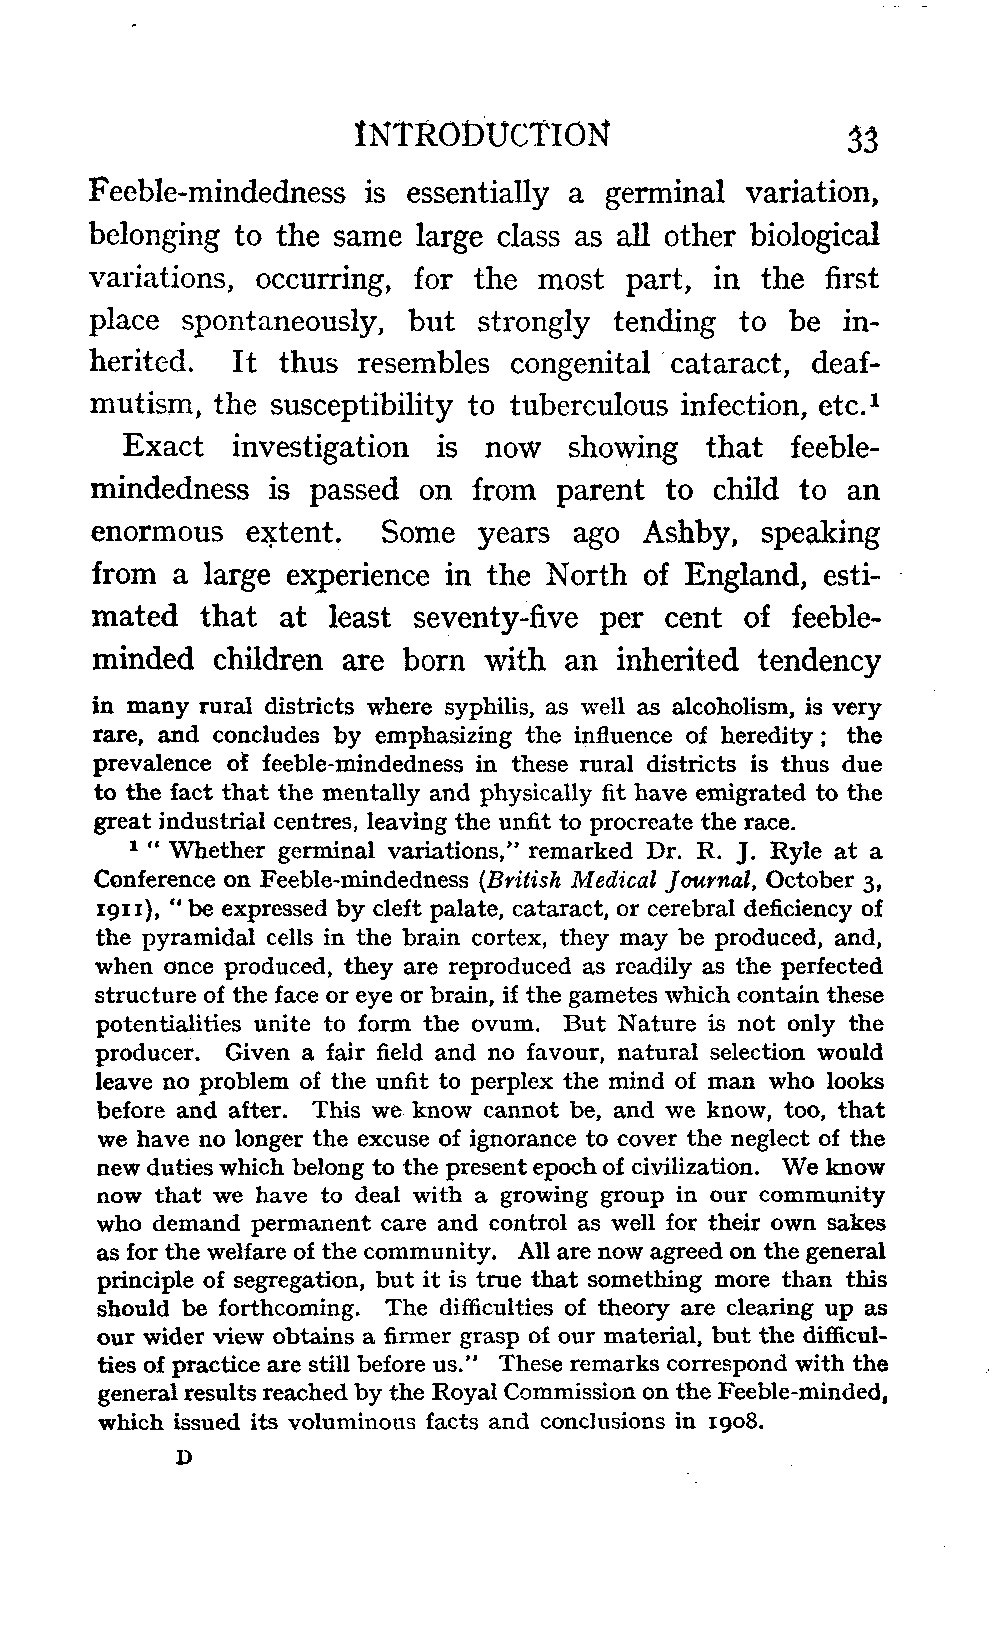 INTRODUCTION 33
Feeble-mindedness is essentially a germinal variation,
belonging to the same large class as all other biological
variations, occurring, for the most part, in the first
place spontaneously, but strongly tending to be in-
herited. It thus resembles congenital cataract, deaf-
mutism, the susceptibility to tuberculous infection, etc.¹
Exact investigation is now showing that feeble-
mindedness is passed on from parent to child to an
enormous extent. Some years ago Ashby, speaking
from a large experience in the North of England, esti-
mated that at least seventy-five per cent of feeble-
minded children are born with an inherited tendency
in many rural districts where syphilis, as well as alcoholism, is very
rare, and concludes by emphasizing the influence of heredity; the
prevalence of feeble-mindedness in these rural districts is thus due
to the fact that the mentally and physically fit have emigrated to the
great industrial centres, leaving the unfit to procreate the race.
¹ "Whether germinal variations," remarked Dr. R. J. Ryle at a
Conference on Feeble-mindedness (British Medical Journal, October 3,
1911), "be expressed by cleft palate, cataract, or cerebral deficiency of
the pyramidal cells in the brain cortex, they may be produced, and,
when once produced, they are reproduced as readily as the perfected
structure of the face or eye or brain, if the gametes which contain these
potentialities unite to form the ovum. But Nature is not only the
producer. Given a fair field and no favour, natural selection would
leave no problem of the unfit to perplex the mind of man who looks
before and after. This we know cannot be, and we know, too, that
we have no longer the excuse of ignorance to cover the neglect of the
new duties which belong to the present epoch of civilization. We know
now that we have to deal with a growing group in our community
who demand permanent care and control as well for their own sakes
as for the welfare of the community. All are now agreed on the general
principle of segregation, but it is true that something more than this
should be forthcoming. The difficulties of theory are clearing up as
our wider view obtains a firmer grasp of our material, but the difficul-
ties of practice are still before us." These remarks correspond with the
general results reached by the Royal Commission on the Feeble-minded,
which issued its voluminous facts and conclusions in 1908.
D